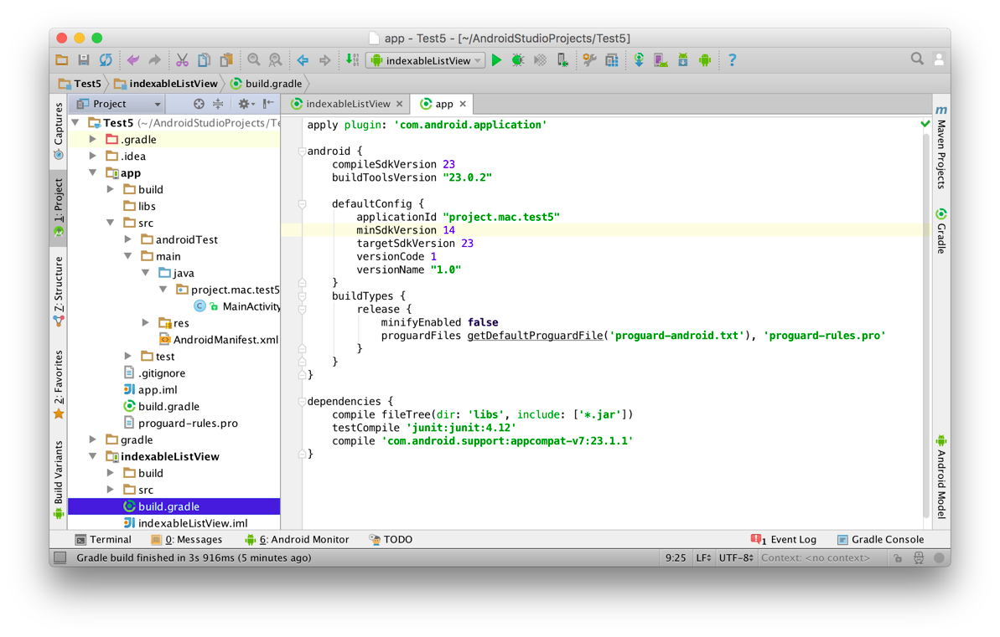 app - Test5 - [~/AndroidStudioProjects/Test5]
indexableListView
?
Test5 indexableListView build.gradle
Project
indexableListView app
Captures
1: Project
Z: Structure
2: Favorites
Build Variants
Test5 (~/AndroidStudioProjects/Te
.gradle
.idea
app
build
libs
src
androidTest
main
java
project.mac.test5
MainActivity
res
AndroidManifest.xml
test
.gitignore
app.iml
build.gradle
proguard-rules.pro
gradle
indexableListView
build
src
build.gradle
indexableListView.iml
apply plugin: 'com.android.application'
android {
compileSdkVersion 23
buildToolsVersion "23.0.2"
defaultConfig {
applicationId "project.mac.test5"
minSdkVersion 14
targetSdkVersion 23
versionCode 1
versionName "1.0"
}
buildTypes {
release {
minifyEnabled false
proguardFiles getDefaultProguardFile('proguard-android.txt'), 'proguard-rules.pro'
}
}
}
dependencies {
compile fileTree(dir: 'libs', include: ['*.jar'])
testCompile 'junit:junit:4.12'
compile 'com.android.support:appcompat-v7:23.1.1'
}
m
Maven Projects
Gradle
Android Model
Terminal 0: Messages 6: Android Monitor TODO 1 Event Log Gradle Console
Gradle build finished in 3s 916ms (5 minutes ago) 9:25 LF UTF-8 Context: <no context>